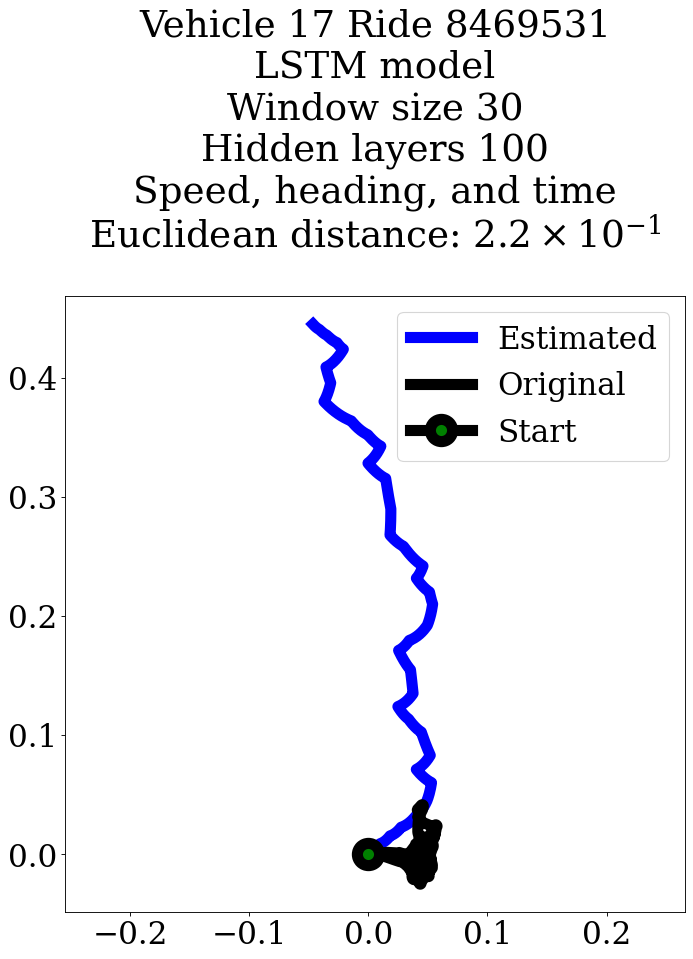 Vehicle 17 Ride 8469531
LSTM model
Window size 30
Hidden layers 100
Speed, heading, and time
Euclidean distance: 2.2 × 10⁻¹
Estimated
Original
Start
0.4
0.3
0.2
0.1
0.0
−0.2
−0.1
0.0
0.1
0.2